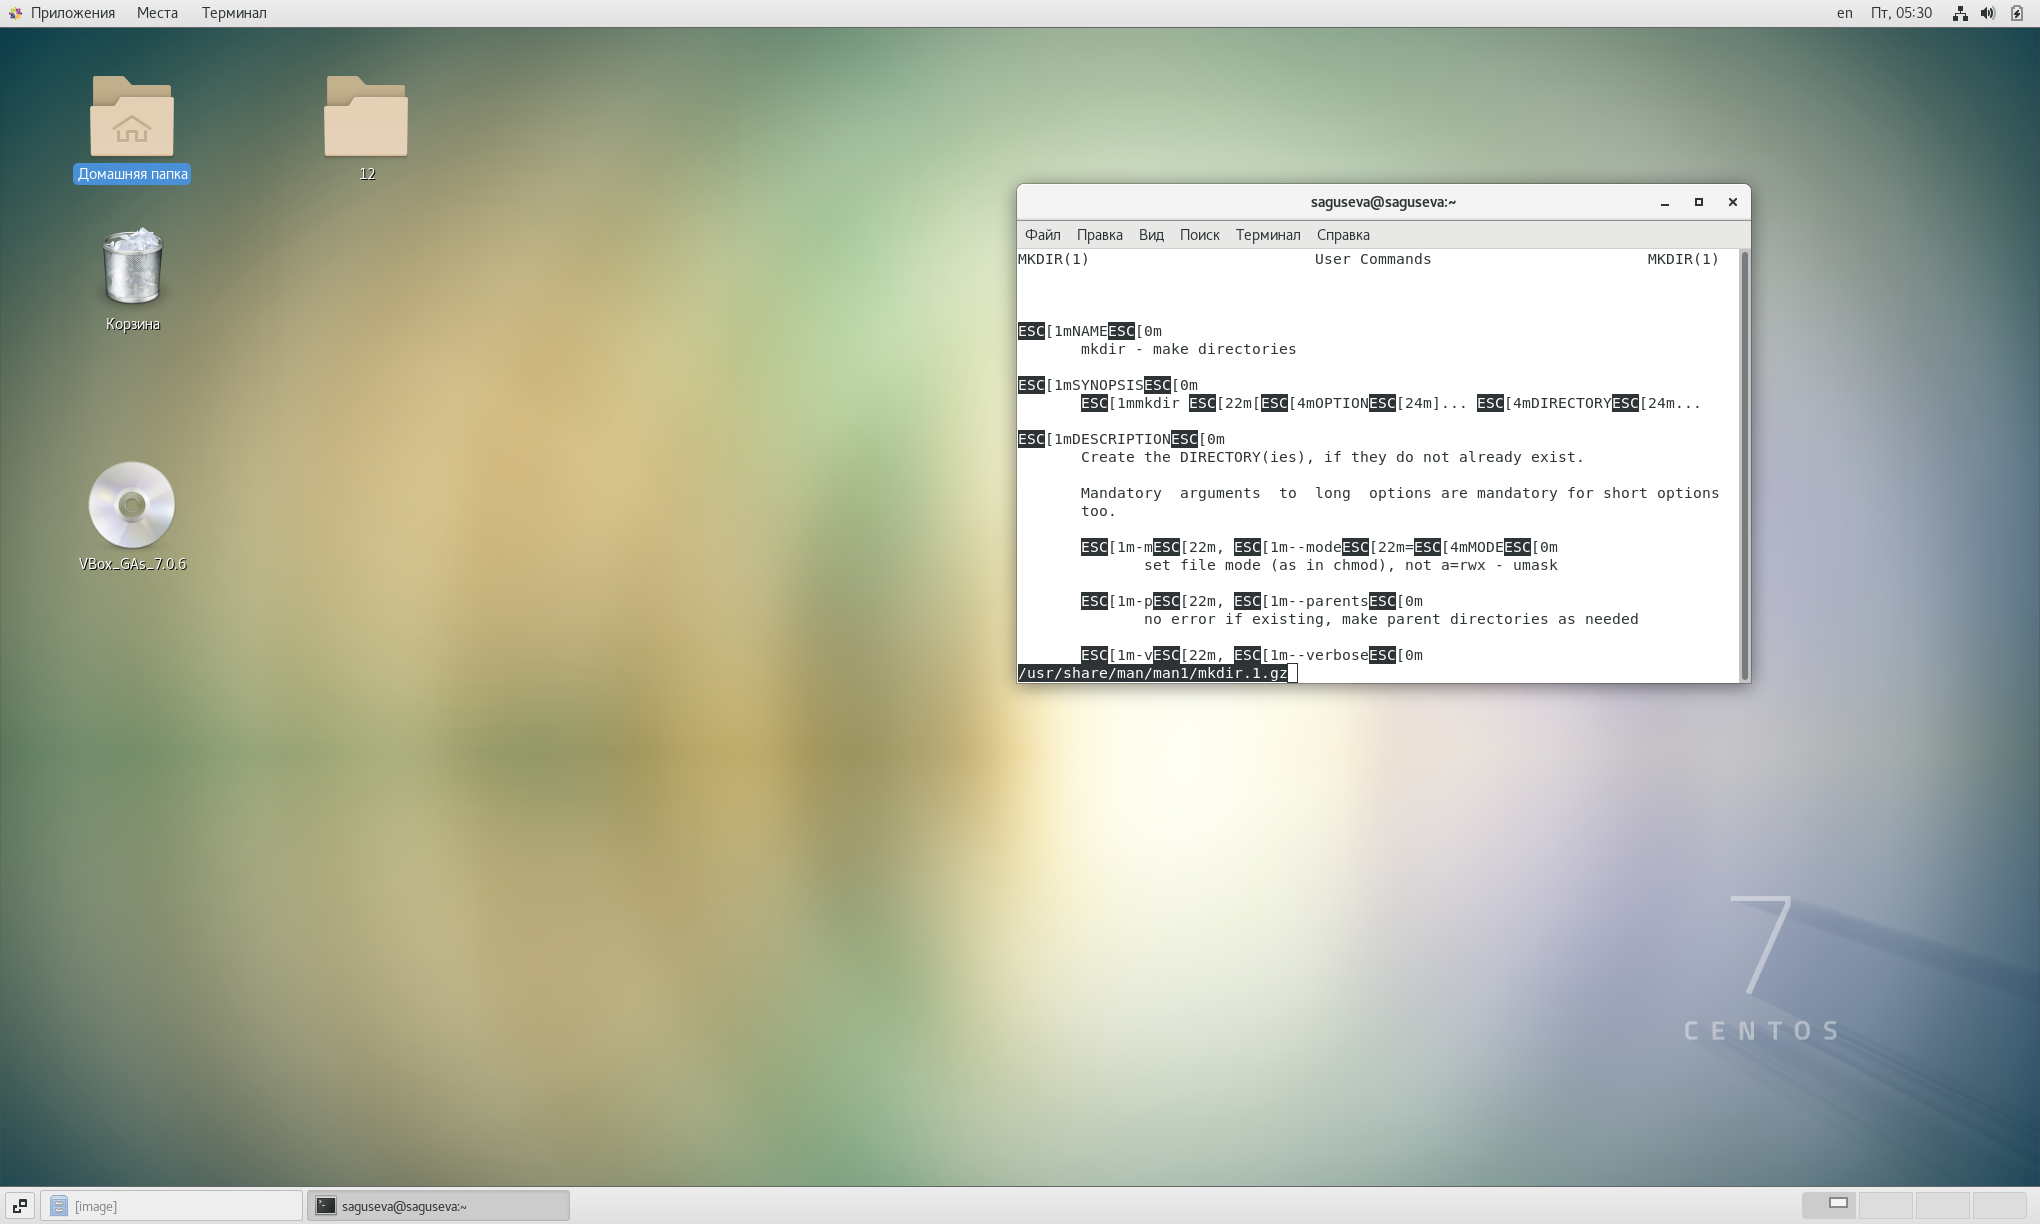 Приложения Места Терминал en Пт, 05:30
Домашняя папка
12
Корзина
VBox_GAs_7.0.6
saguseva@saguseva:~
Файл Правка Вид Поиск Терминал Справка
MKDIR(1) User Commands MKDIR(1)
ESC[1mNAMEESC[0m
mkdir - make directories
ESC[1mSYNOPSISESC[0m
ESC[1mmkdir ESC[22m[ESC[4mOPTIONESC[24m]... ESC[4mDIRECTORYESC[24m...
ESC[1mDESCRIPTIONESC[0m
Create the DIRECTORY(ies), if they do not already exist.
Mandatory arguments to long options are mandatory for short options
too.
ESC[1m-mESC[22m, ESC[1m--modeESC[22m=ESC[4mMODEESC[0m
set file mode (as in chmod), not a=rwx - umask
ESC[1m-pESC[22m, ESC[1m--parentsESC[0m
no error if existing, make parent directories as needed
ESC[1m-vESC[22m, ESC[1m--verboseESC[0m
/usr/share/man/man1/mkdir.1.gz
7
CENTOS
[image] saguseva@saguseva:~